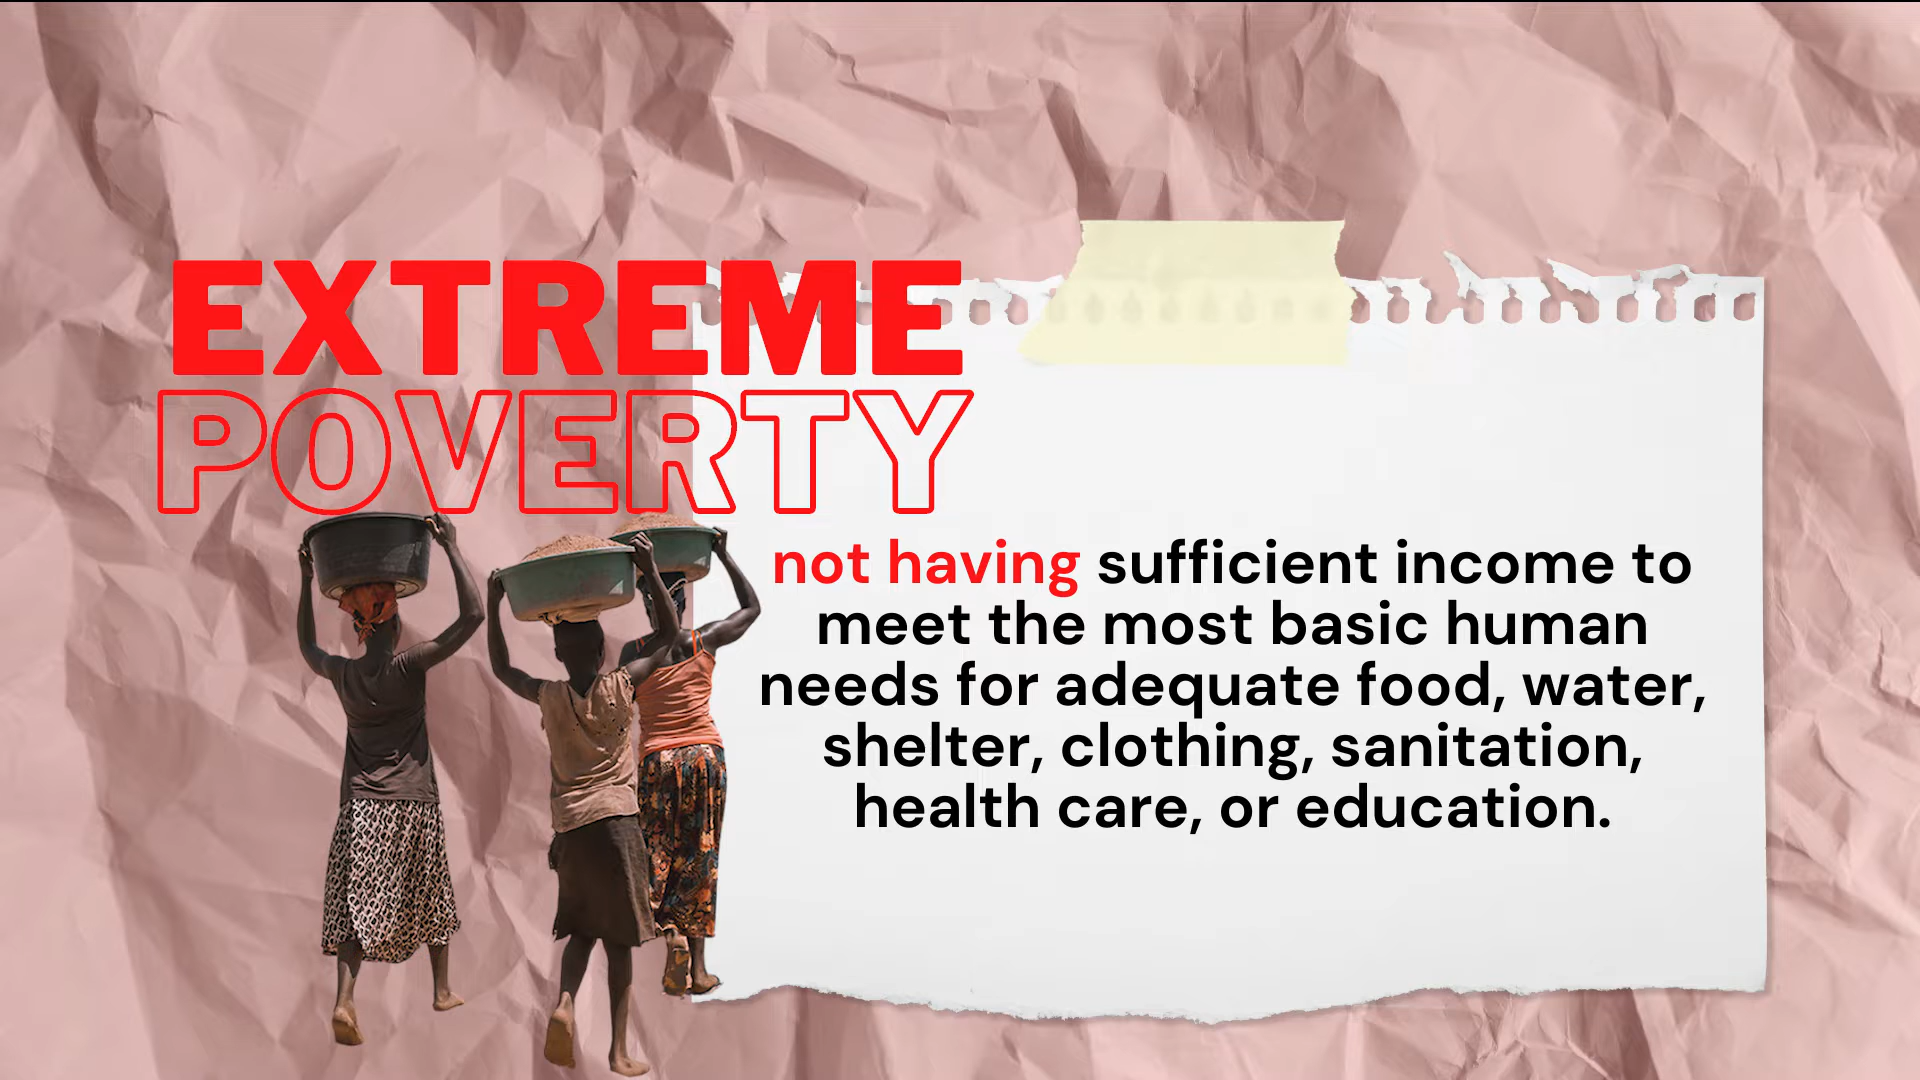 EXTREME
POVERTY
not having sufficient income to
meet the most basic human
needs for adequate food, water,
shelter, clothing, sanitation,
health care, or education.